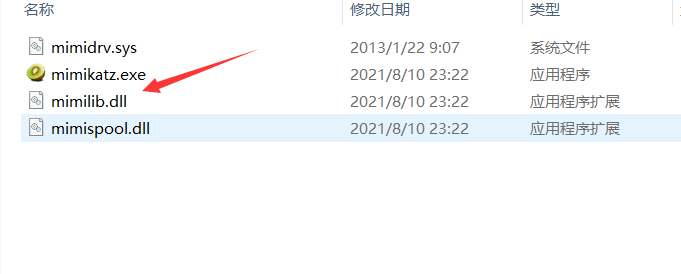 名称 修改日期 类型
mimidrv.sys 2013/1/22 9:07 系统文件
mimikatz.exe 2021/8/10 23:22 应用程序
mimilib.dll 2021/8/10 23:22 应用程序扩展
mimispool.dll 2021/8/10 23:22 应用程序扩展